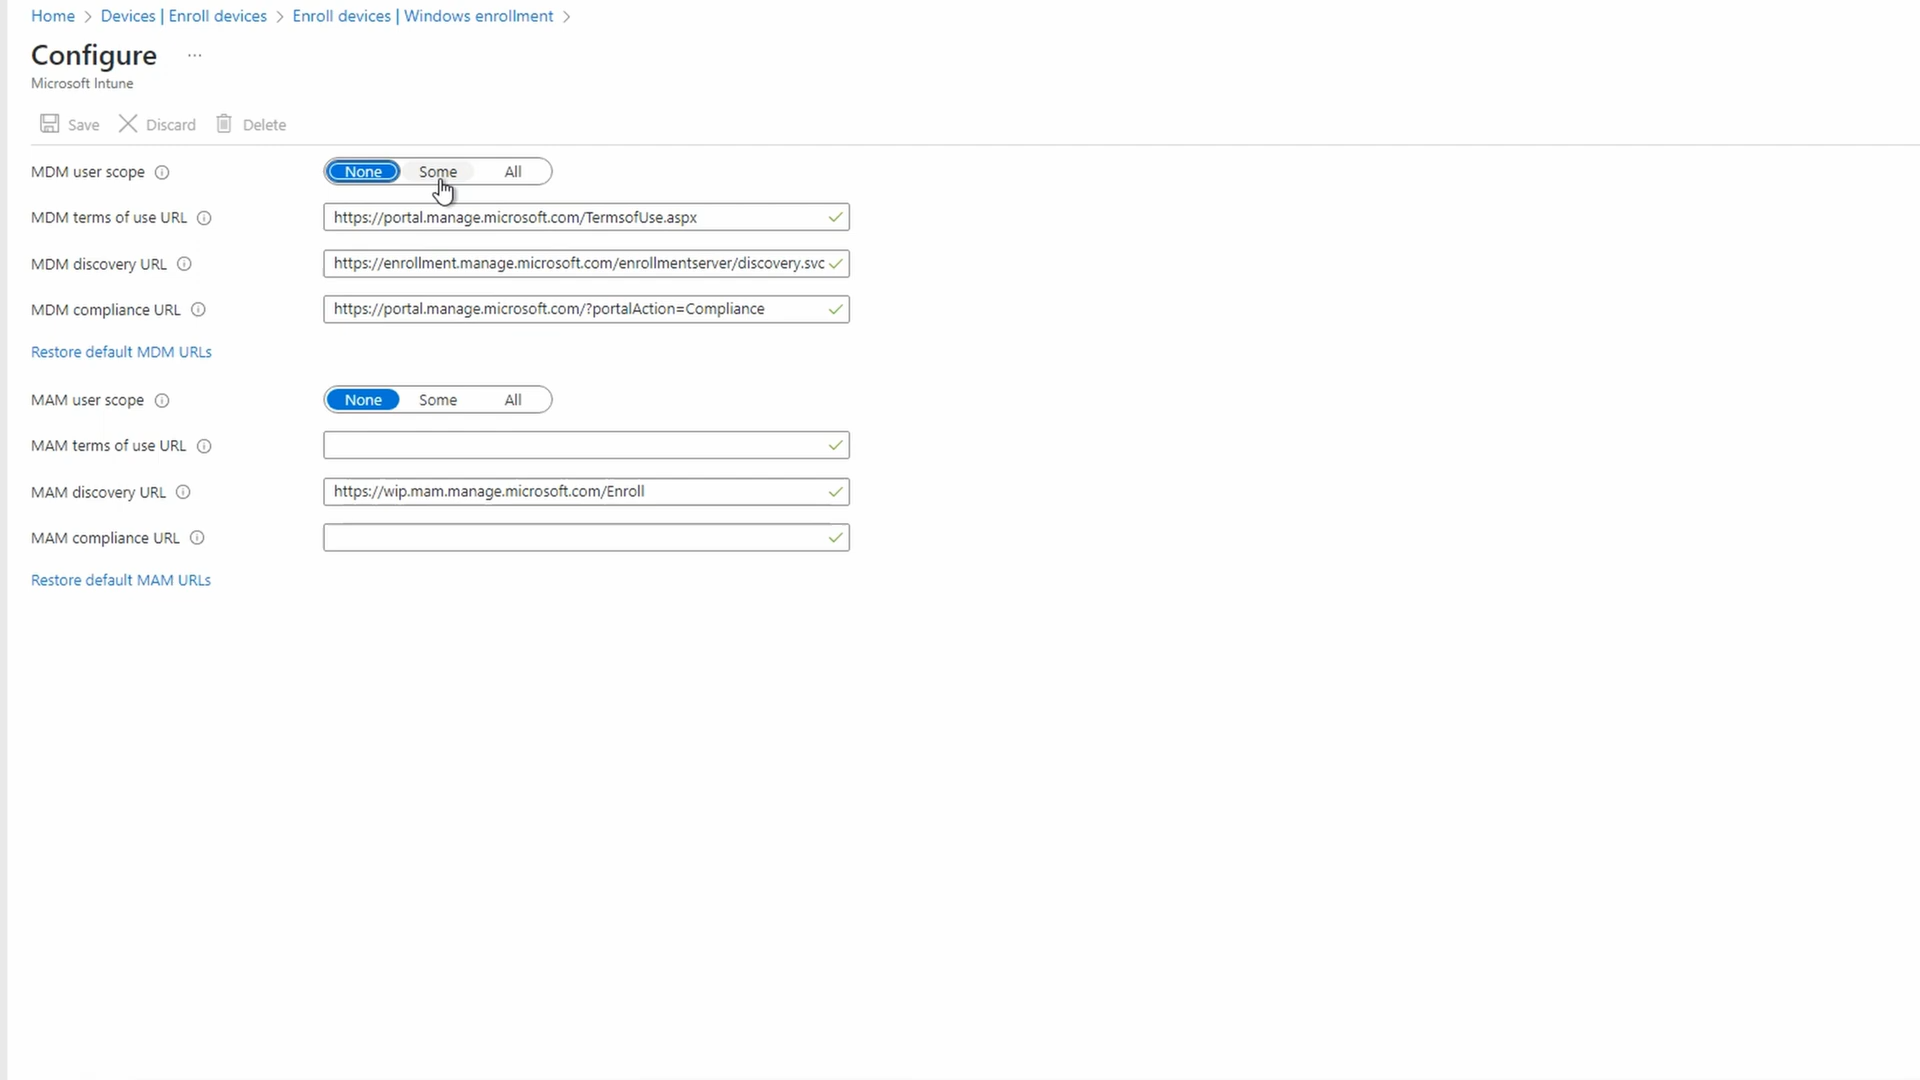 Home > Devices | Enroll devices > Enroll devices | Windows enrollment >
Configure ...
Microsoft Intune
Save Discard Delete
MDM user scope None Some All
MDM terms of use URL https://portal.manage.microsoft.com/TermsofUse.aspx
MDM discovery URL https://enrollment.manage.microsoft.com/enrollmentserver/discovery.svc
MDM compliance URL https://portal.manage.microsoft.com/?portalAction=Compliance
Restore default MDM URLs
MAM user scope None Some All
MAM terms of use URL
MAM discovery URL https://wip.mam.manage.microsoft.com/Enroll
MAM compliance URL
Restore default MAM URLs